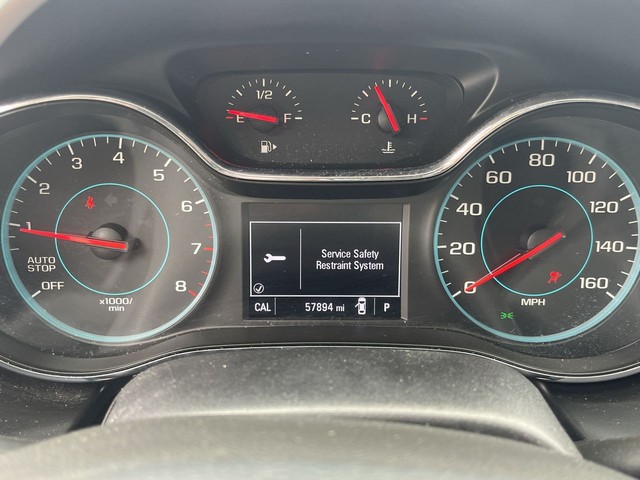 1/2
E F
C H
1 2 3 4 5 6 7 8
AUTO
STOP
OFF
x1000/
min
Service Safety
Restraint System
CAL 57894 mi P
0 20 40 60 80 100 120 140 160
MPH